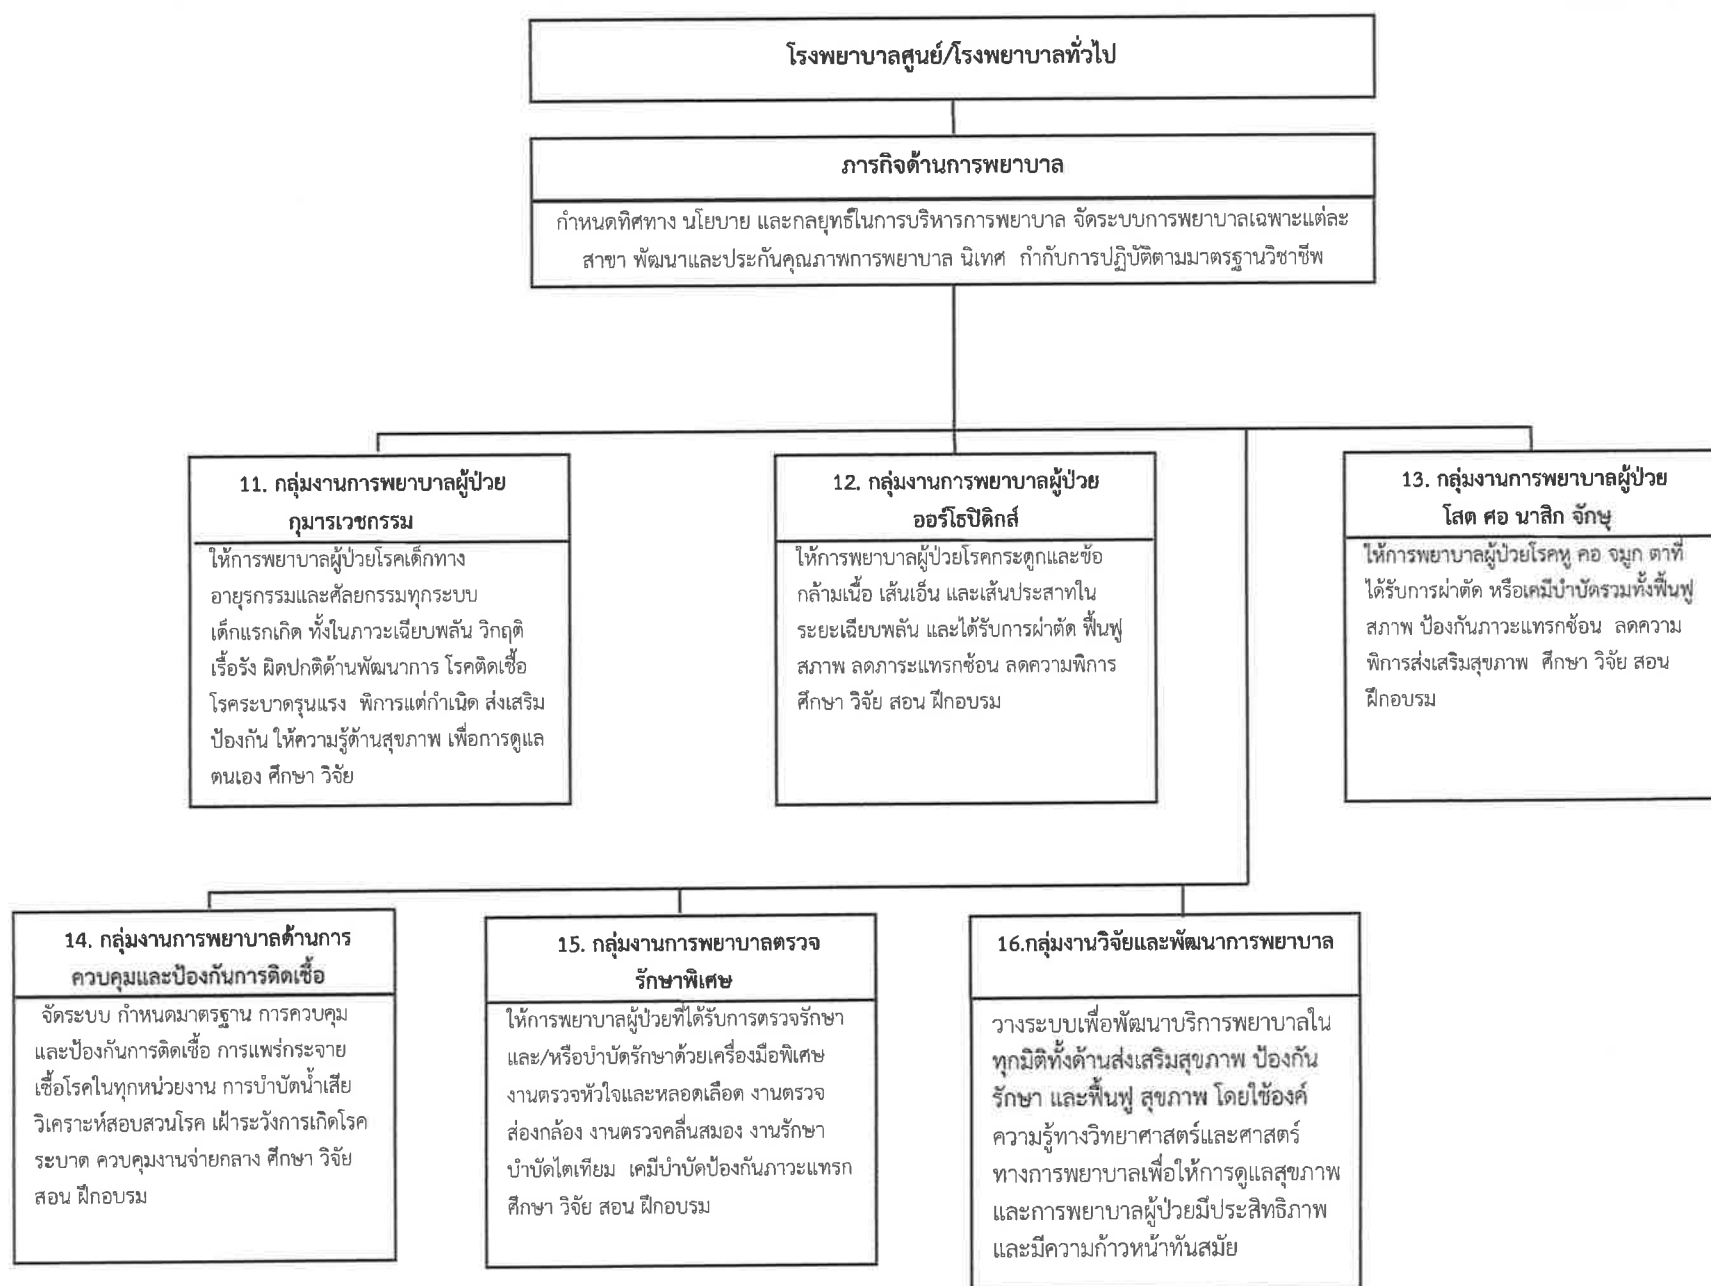 โรงพยาบาลศูนย์/โรงพยาบาลทั่วไป
ภารกิจด้านการพยาบาล
กำหนดทิศทาง นโยบาย และกลยุทธ์ในการบริหารการพยาบาล จัดระบบการพยาบาลเฉพาะแต่ละ
สาขา พัฒนาและประกันคุณภาพการพยาบาล นิเทศ กำกับการปฏิบัติตามมาตรฐานวิชาชีพ
11. กลุ่มงานการพยาบาลผู้ป่วย
กุมารเวชกรรม
ให้การพยาบาลผู้ป่วยโรคเด็กทาง
อายุรกรรมและศัลยกรรมทุกระบบ
เด็กแรกเกิด ทั้งในภาวะเฉียบพลัน วิกฤติ
เรื้อรัง ผิดปกติด้านพัฒนาการ โรคติดเชื้อ
โรคระบาดรุนแรง พิการแต่กำเนิด ส่งเสริม
ป้องกัน ให้ความรู้ด้านสุขภาพ เพื่อการดูแล
ตนเอง ศึกษา วิจัย
12. กลุ่มงานการพยาบาลผู้ป่วย
ออร์โธปิดิกส์
ให้การพยาบาลผู้ป่วยโรคกระดูกและข้อ
กล้ามเนื้อ เส้นเอ็น และเส้นประสาทใน
ระยะเฉียบพลัน และได้รับการผ่าตัด ฟื้นฟู
สภาพ ลดภาระแทรกซ้อน ลดความพิการ
ศึกษา วิจัย สอน ฝึกอบรม
13. กลุ่มงานการพยาบาลผู้ป่วย
โสต ศอ นาสิก จักษุ
ให้การพยาบาลผู้ป่วยโรคหู คอ จมูก ตาที่
ได้รับการผ่าตัด หรือเคมีบำบัดรวมทั้งฟื้นฟู
สภาพ ป้องกันภาวะแทรกซ้อน ลดความ
พิการส่งเสริมสุขภาพ ศึกษา วิจัย สอน
ฝึกอบรม
14. กลุ่มงานการพยาบาลด้านการ
ควบคุมและป้องกันการติดเชื้อ
จัดระบบ กำหนดมาตรฐาน การควบคุม
และป้องกันการติดเชื้อ การแพร่กระจาย
เชื้อโรคในทุกหน่วยงาน การบำบัดน้ำเสีย
วิเคราะห์สอบสวนโรค เฝ้าระวังการเกิดโรค
ระบาด ควบคุมงานจ่ายกลาง ศึกษา วิจัย
สอน ฝึกอบรม
15. กลุ่มงานการพยาบาลตรวจ
รักษาพิเศษ
ให้การพยาบาลผู้ป่วยที่ได้รับการตรวจรักษา
และ/หรือบำบัดรักษาด้วยเครื่องมือพิเศษ
งานตรวจหัวใจและหลอดเลือด งานตรวจ
ส่องกล้อง งานตรวจคลื่นสมอง งานรักษา
บำบัดไตเทียม เคมีบำบัดป้องกันภาวะแทรก
ศึกษา วิจัย สอน ฝึกอบรม
16.กลุ่มงานวิจัยและพัฒนาการพยาบาล
วางระบบเพื่อพัฒนาบริการพยาบาลใน
ทุกมิติทั้งด้านส่งเสริมสุขภาพ ป้องกัน
รักษา และฟื้นฟู สุขภาพ โดยใช้องค์
ความรู้ทางวิทยาศาสตร์และศาสตร์
ทางการพยาบาลเพื่อให้การดูแลสุขภาพ
และการพยาบาลผู้ป่วยมีประสิทธิภาพ
และมีความก้าวหน้าทันสมัย